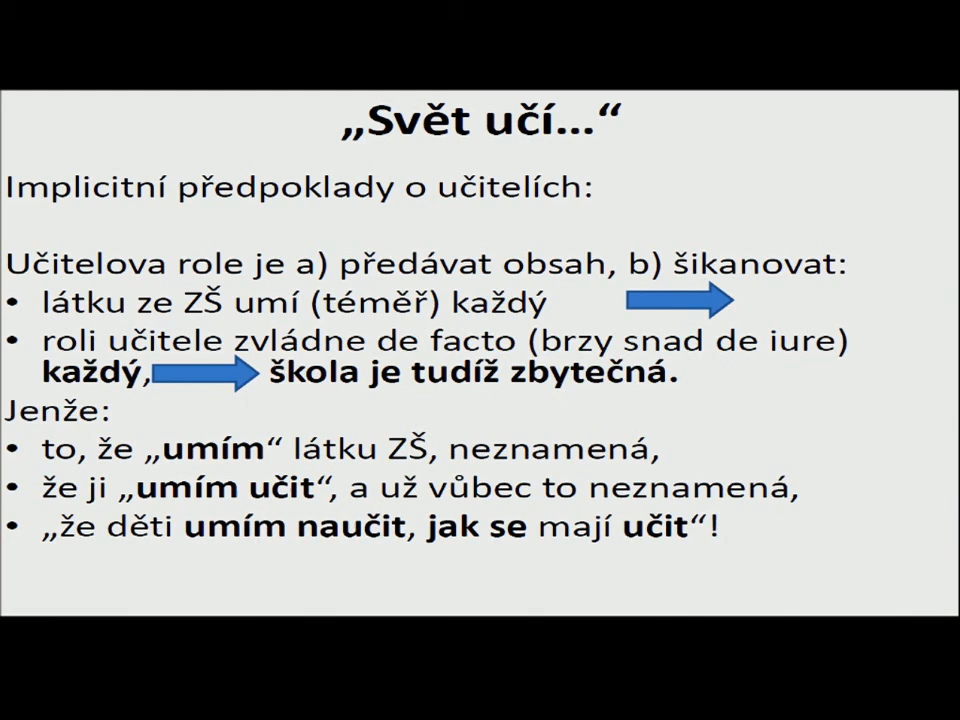 „Svět učí...“
Implicitní předpoklady o učitelích:
Učitelova role je a) předávat obsah, b) šikanovat:
• látku ze ZŠ umí (téměř) každý
• roli učitele zvládne de facto (brzy snad de iure)
každý, škola je tudíž zbytečná.
Jenže:
• to, že „umím“ látku ZŠ, neznamená,
• že ji „umím učit“, a už vůbec to neznamená,
• „že děti umím naučit, jak se mají učit“!